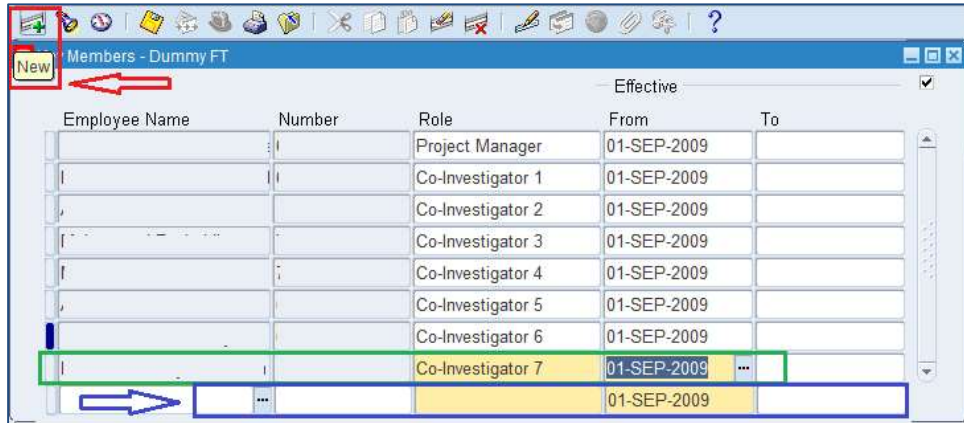 ?
Members - Dummy FT
New
Effective
Employee Name Number Role From To
Project Manager 01-SEP-2009
Co-Investigator 1 01-SEP-2009
Co-Investigator 2 01-SEP-2009
Co-Investigator 3 01-SEP-2009
Co-Investigator 4 01-SEP-2009
Co-Investigator 5 01-SEP-2009
Co-Investigator 6 01-SEP-2009
Co-Investigator 7 01-SEP-2009 ...
... 01-SEP-2009